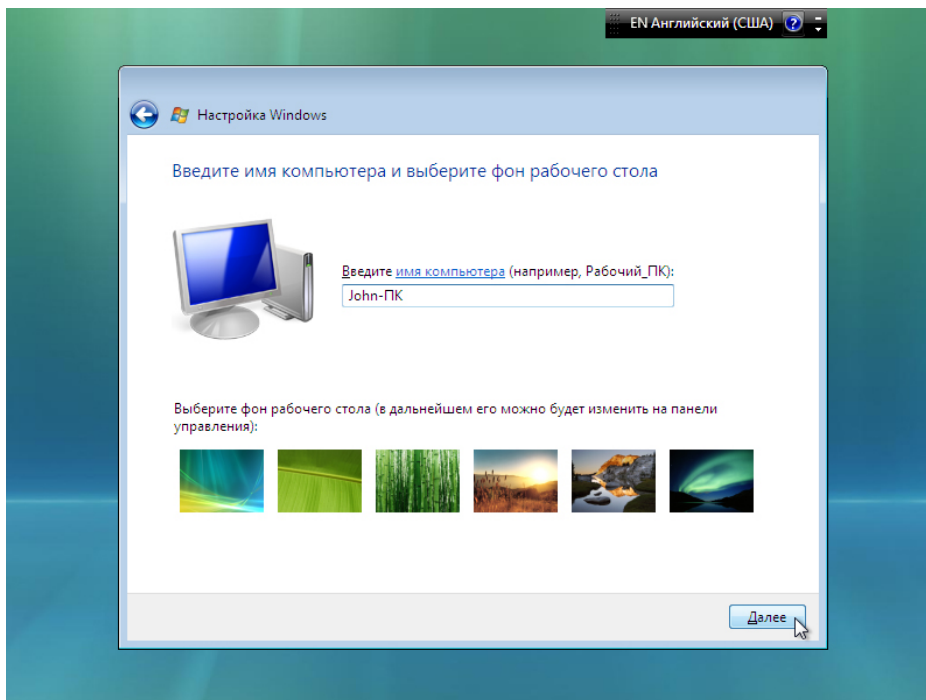 EN Английский (США)
Настройка Windows
Введите имя компьютера и выберите фон рабочего стола
Введите имя компьютера (например, Рабочий_ПК):
John-ПК
Выберите фон рабочего стола (в дальнейшем его можно будет изменить на панели
управления):
Далее